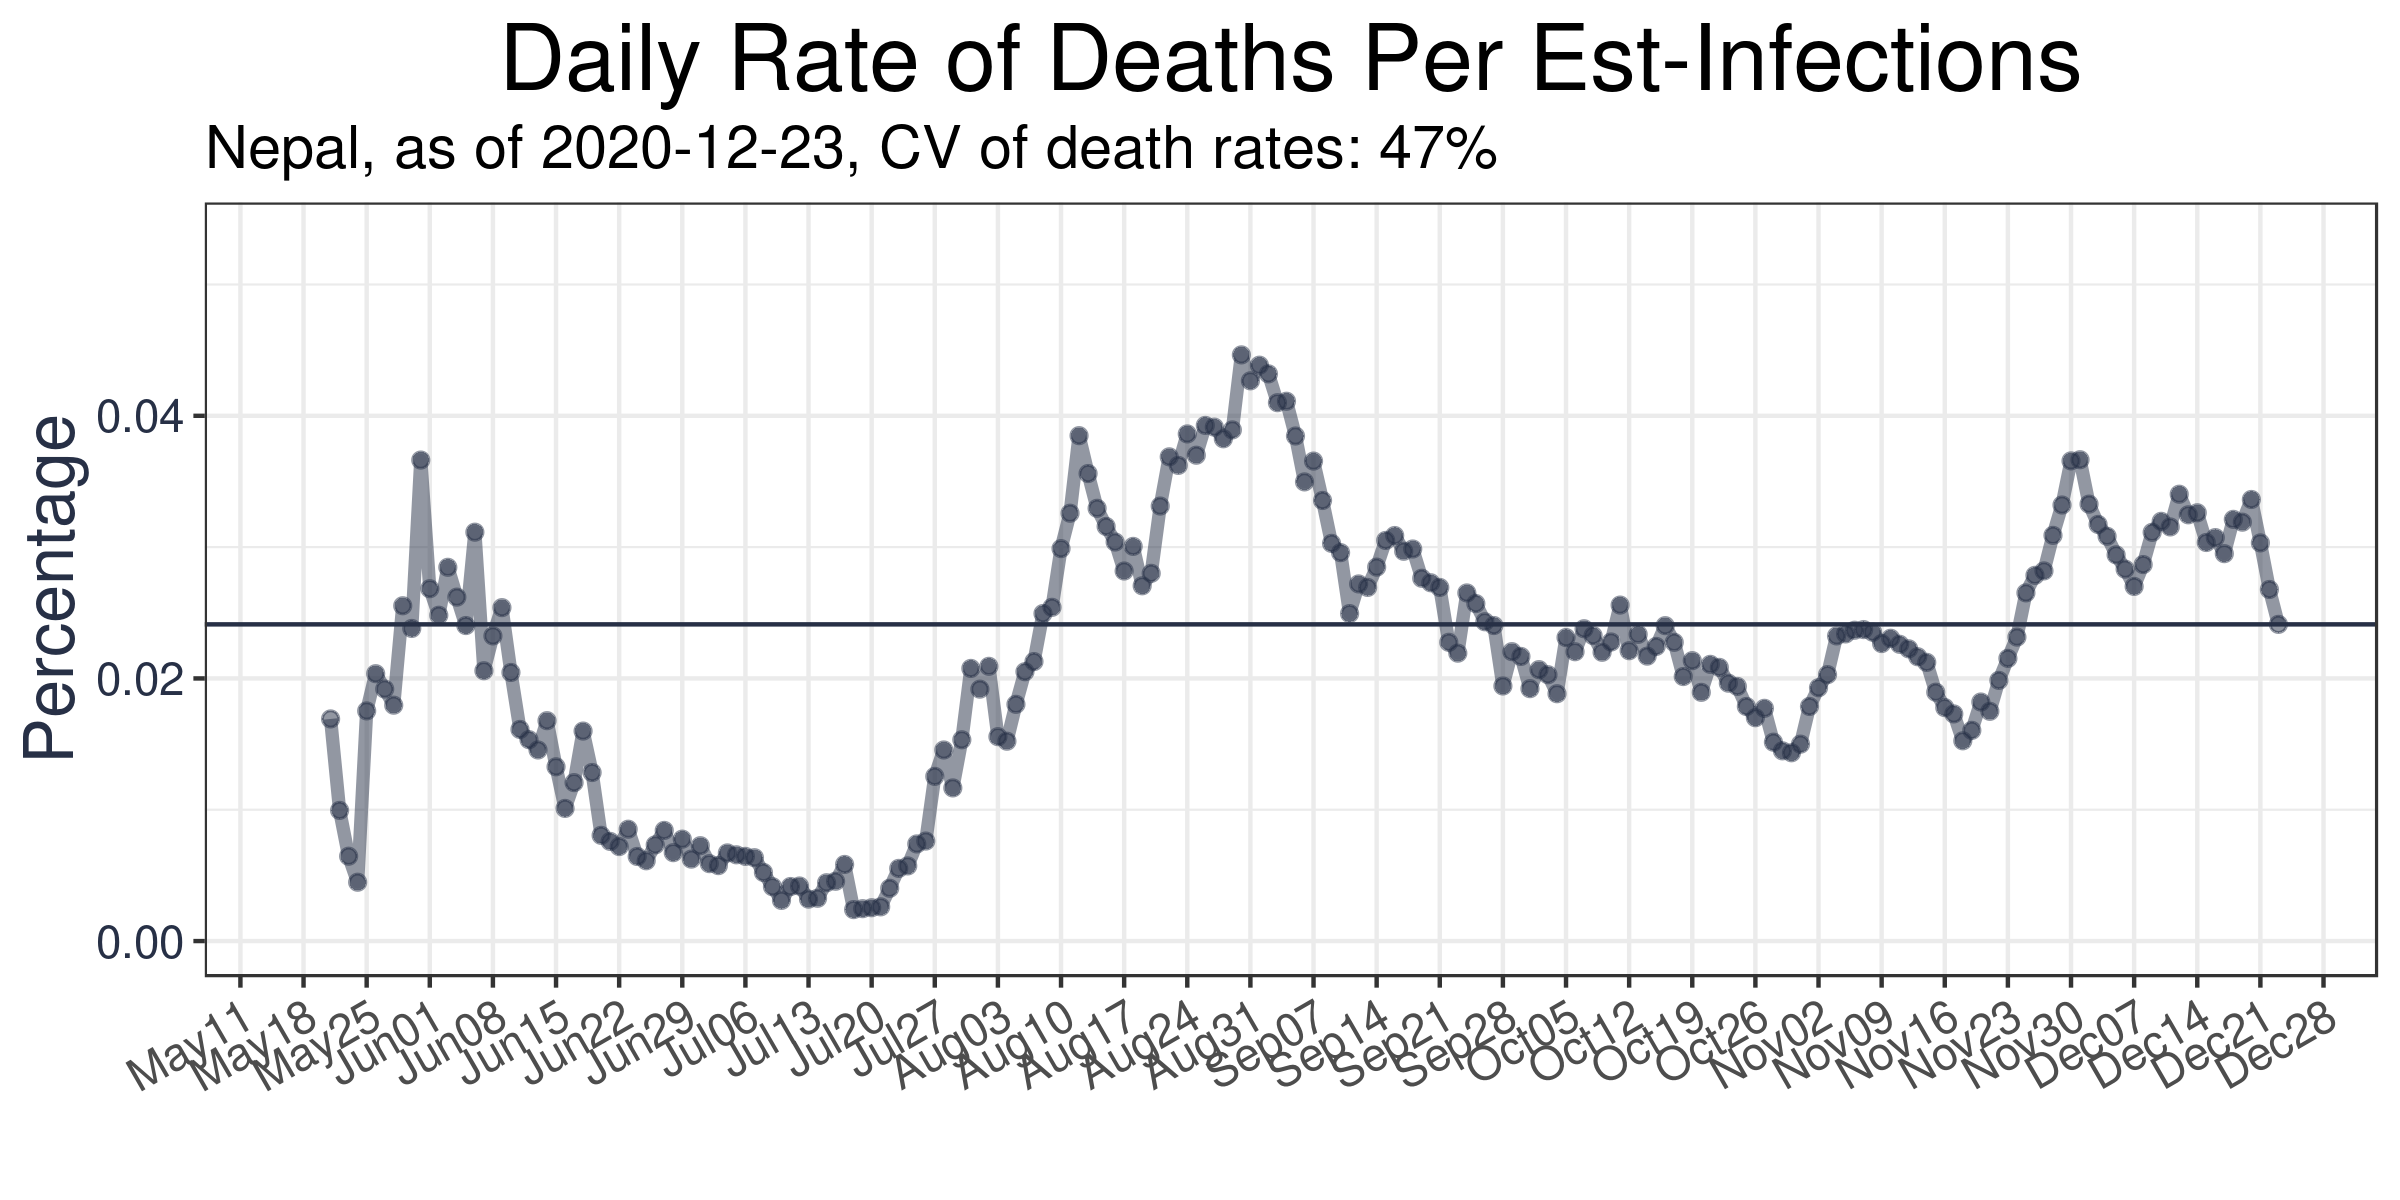 Daily Rate of Deaths Per Est-Infections
Nepal, as of 2020-12-23, CV of death rates: 47%
Percentage
0.04
0.02
0.00
May11
May18
May25
Jun01
Jun08
Jun15
Jun22
Jun29
Jul06
Jul13
Jul20
Jul27
Aug03
Aug10
Aug17
Aug24
Aug31
Sep07
Sep14
Sep21
Sep28
Oct05
Oct12
Oct19
Oct26
Nov02
Nov09
Nov16
Nov23
Nov30
Dec07
Dec14
Dec21
Dec28